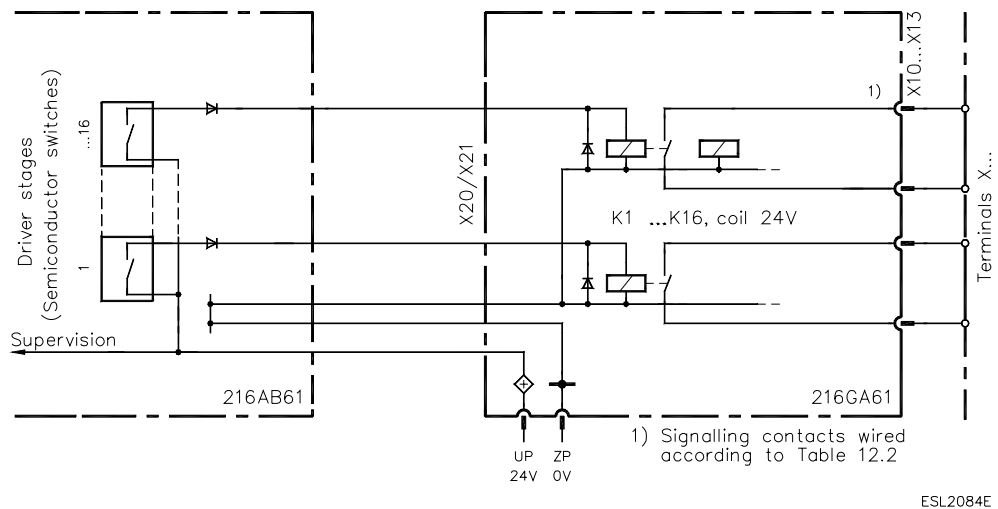 Driver stages
(Semiconductor switches)
...16
1
Supervision
216AB61
X20/X21
X10...X13
1)
K1 ...K16, coil 24V
Terminals X...
216GA61
UP
24V
ZP
0V
1) Signalling contacts wired
according to Table 12.2
ESL2084E